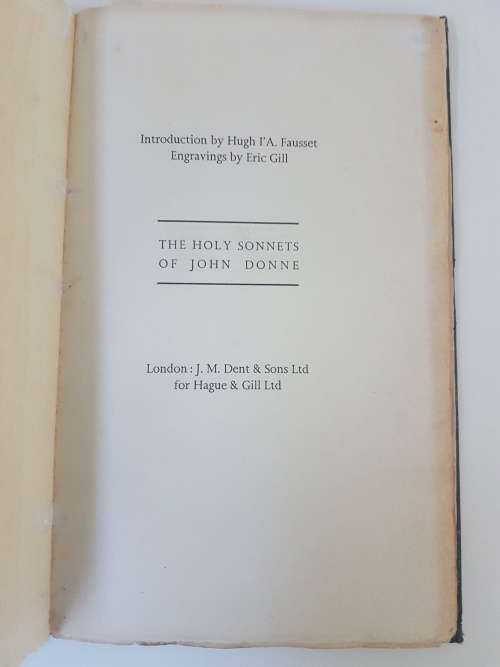 Introduction by Hugh I'A. Fausset
Engravings by Eric Gill
THE HOLY SONNETS
OF JOHN DONNE
London : J. M. Dent & Sons Ltd
for Hague & Gill Ltd